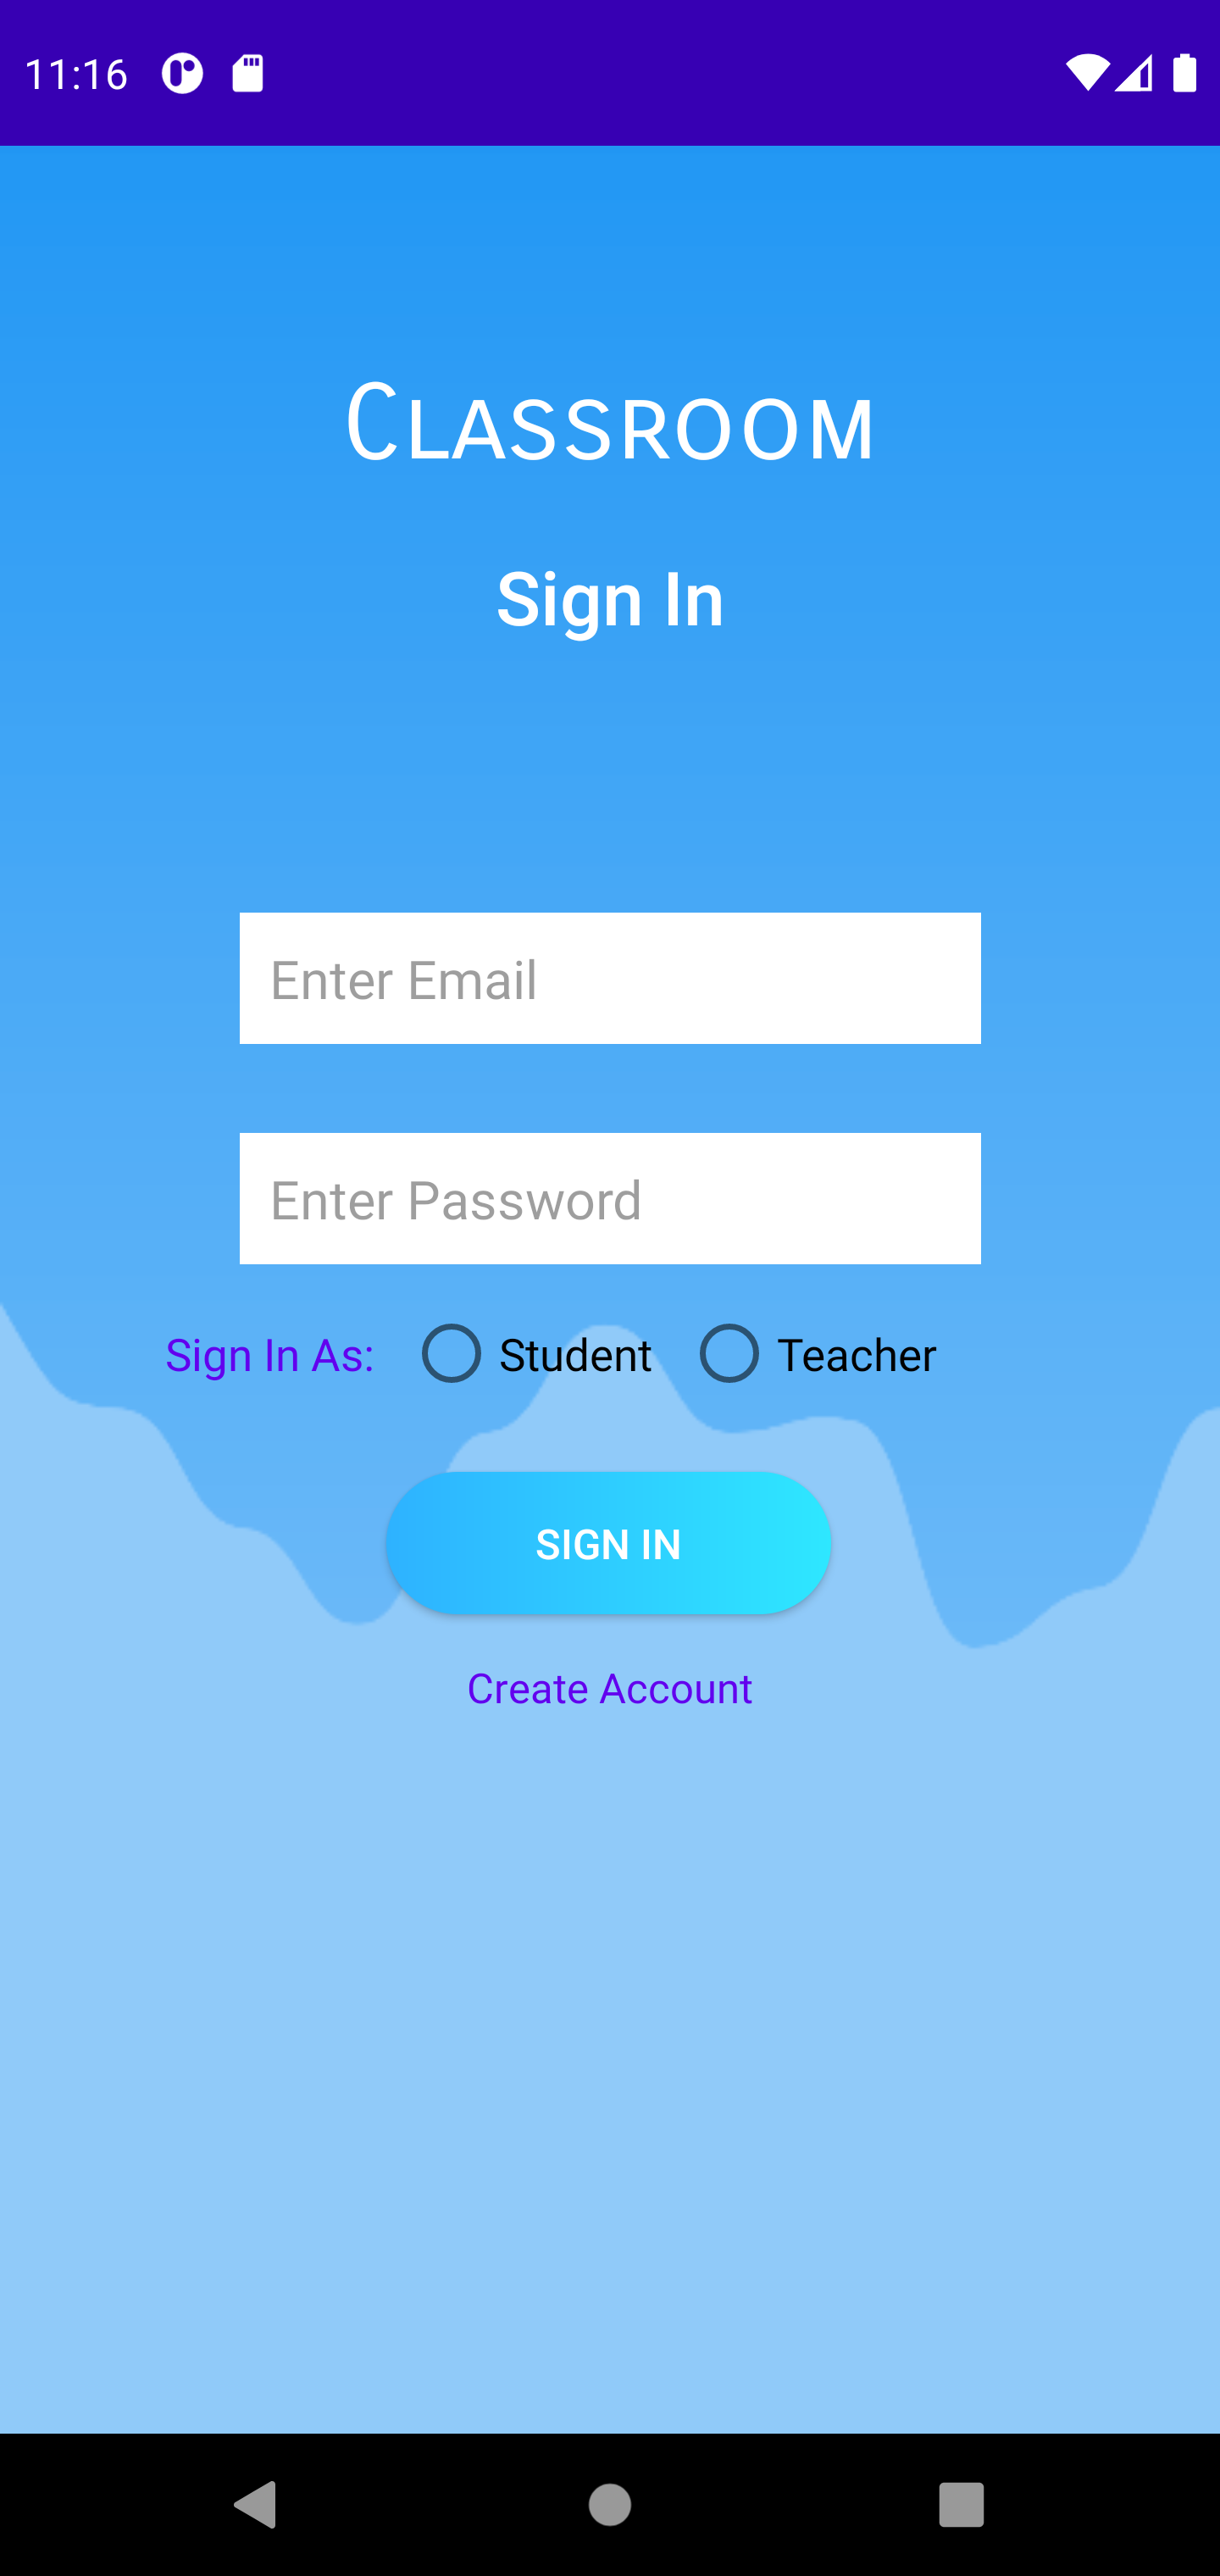 11:16
Classroom
Sign In
Enter Email
Enter Password
Sign In As: Student Teacher
SIGN IN
Create Account